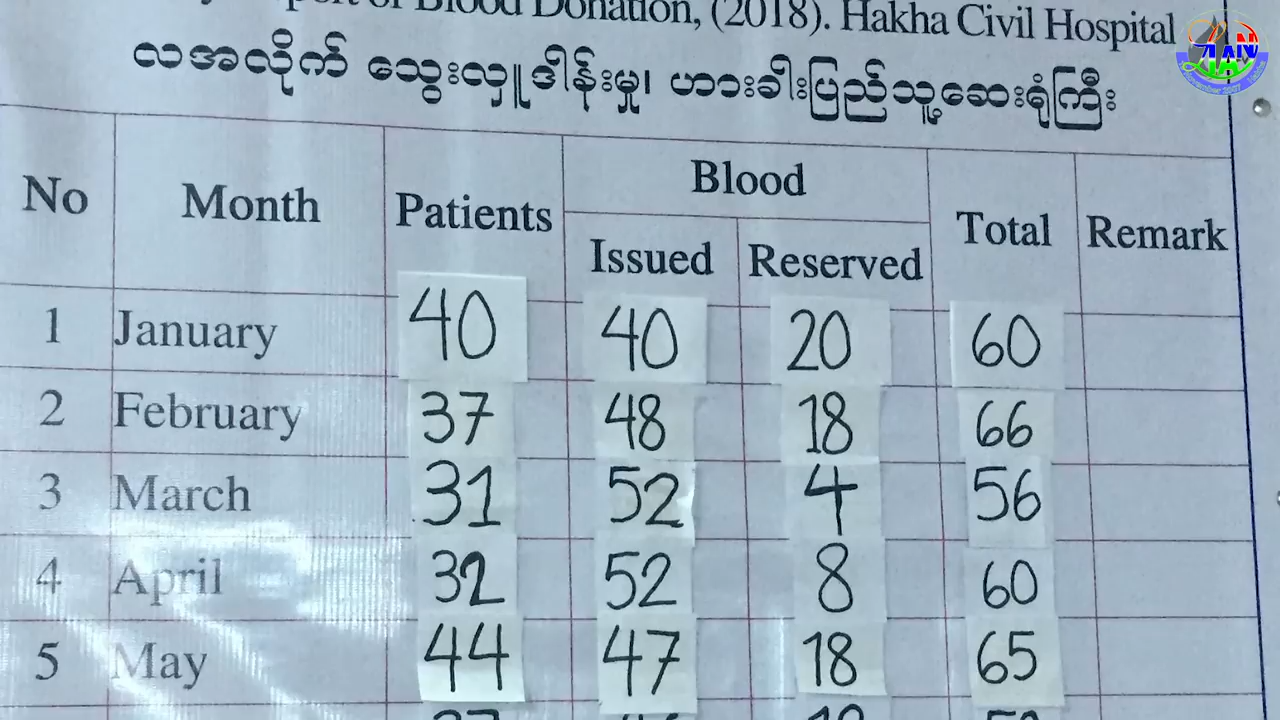 of Blood Donation, (2018). Hakha Civil Hospital
လအလိုက် သွေးလှူဒါန်းမှု၊ ဟားခါးပြည်သူ့ဆေးရုံကြီး
No Month Patients Blood Total Remark
Issued Reserved
1 January 40 40 20 60
2 February 37 48 18 66
3 March 31 52 4 56
4 April 32 52 8 60
5 May 44 47 18 65